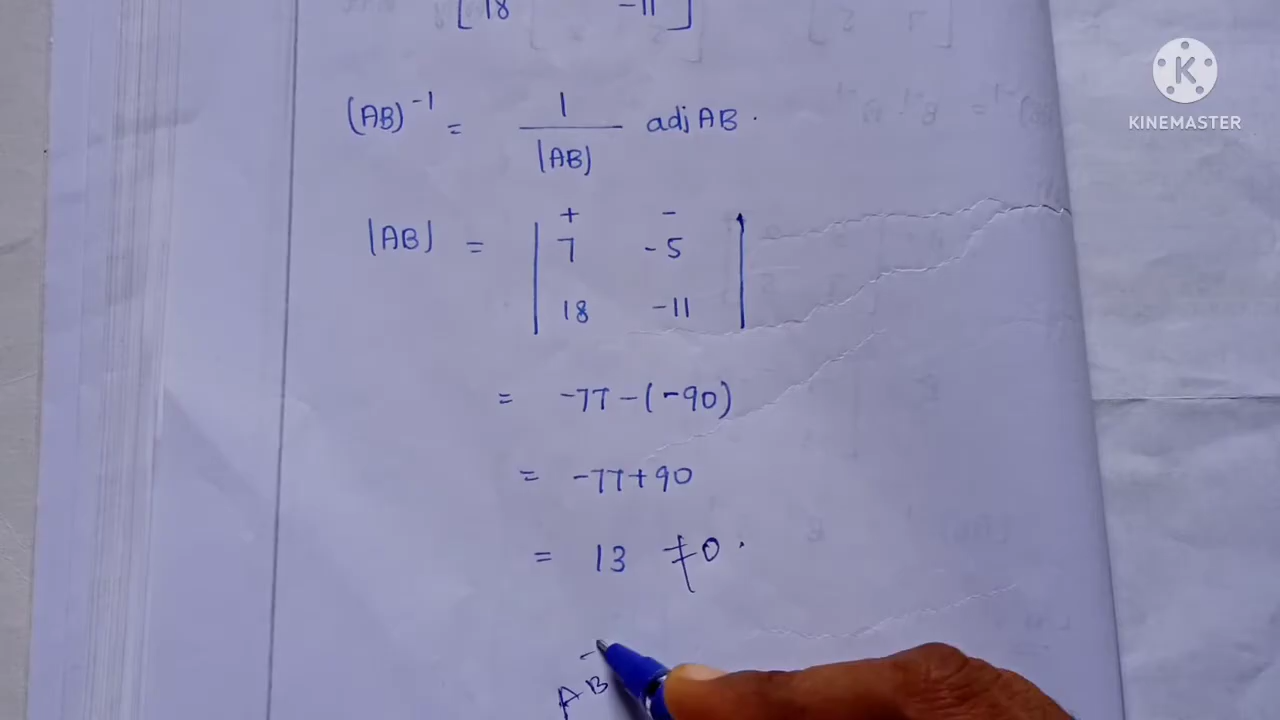 [18 -11]
(AB)⁻¹ = 1/|AB| adj AB.
+ -
|AB| = | 7 -5 |
| 18 -11 |
= -77-(-90)
= -77+90
= 13 ≠0.
AB⁻
KINEMASTER